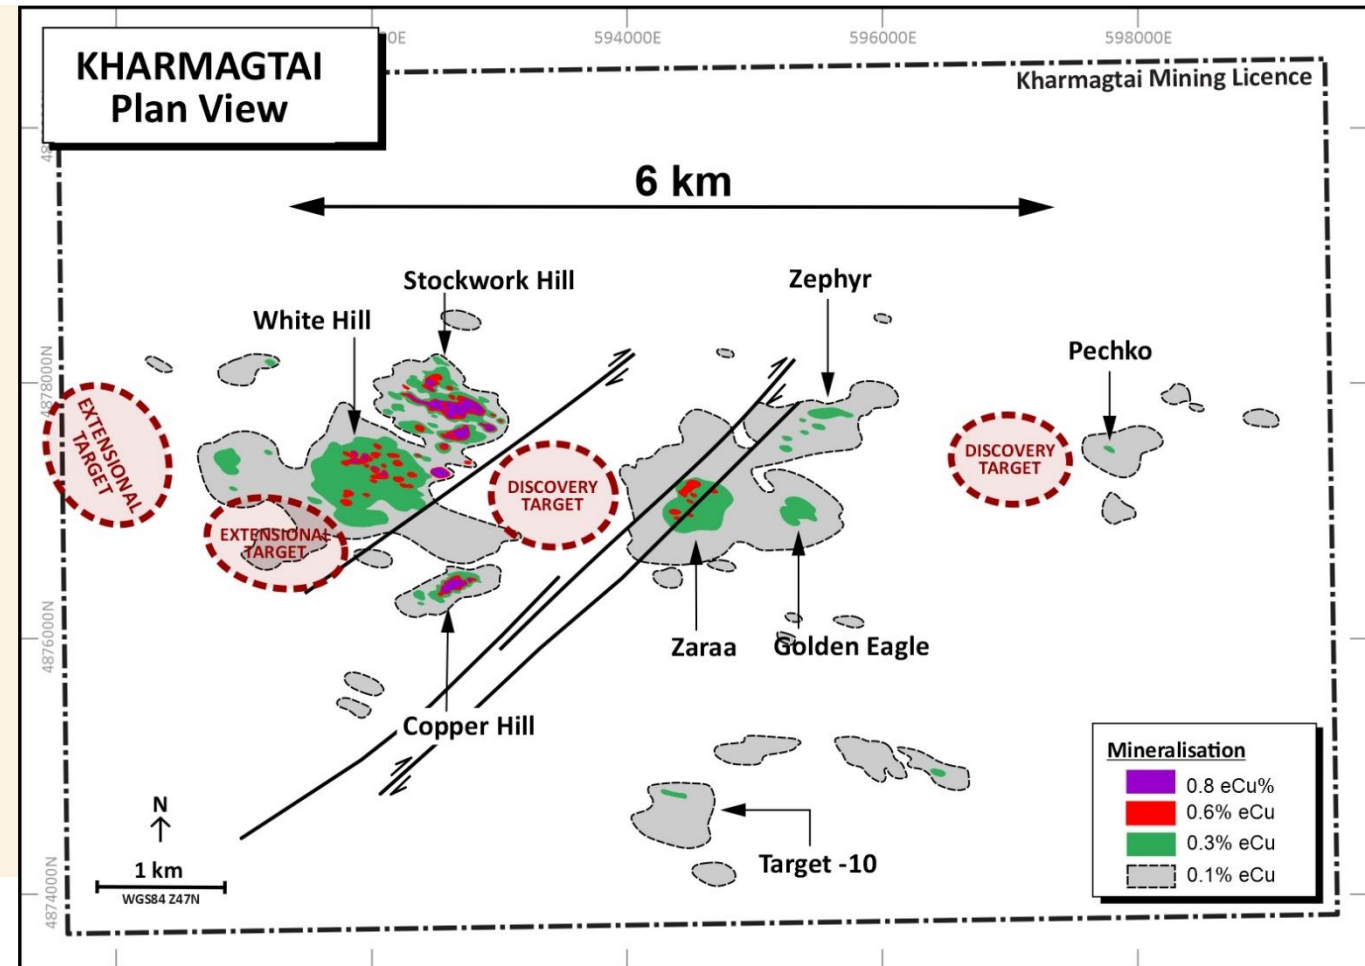 KHARMAGTAI
Plan View
594000E
596000E
598000E
Kharmagtai Mining Licence
6 km
Stockwork Hill
Zephyr
White Hill
Pechko
4878000N
EXTENSIONAL
TARGET
DISCOVERY
TARGET
DISCOVERY
TARGET
EXTENSIONAL
TARGET
4876000N
Zaraa
Golden Eagle
Copper Hill
Mineralisation
0.8 eCu%
0.6% eCu
0.3% eCu
0.1% eCu
N
1 km
WGS84 Z47N
Target -10
4874000N